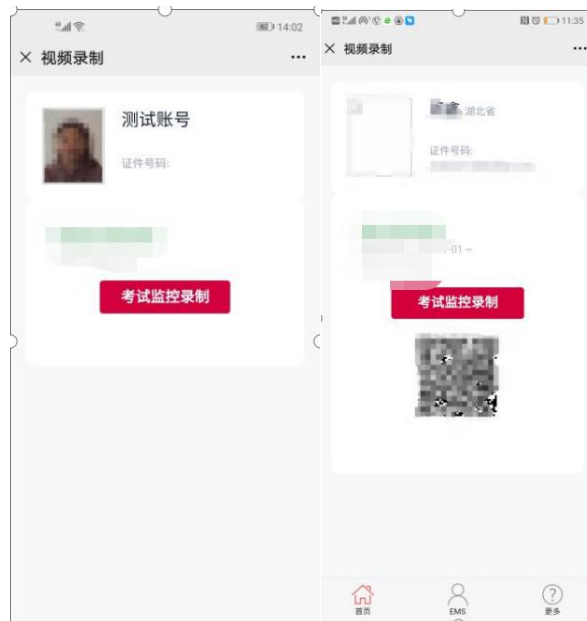 14:02
× 视频录制
测试账号
证件号码:
考试监控录制
11:35
× 视频录制
湖北省
证件号码:
-01 ~
考试监控录制
首页
EMS
更多